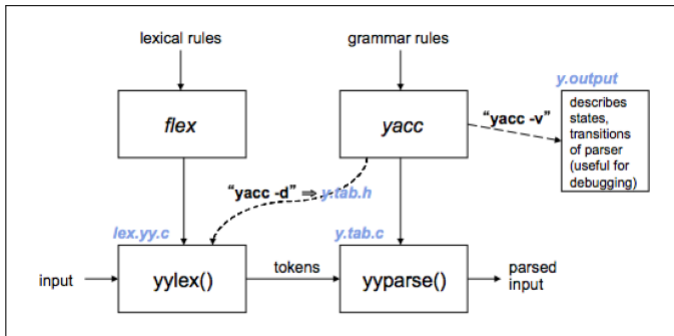 lexical rules
grammar rules
y.output
flex
yacc
"yacc -v"
describes
states,
transitions
of parser
(useful for
debugging)
"yacc -d" ⇒ y.tab.h
lex.yy.c
y.tab.c
input
yylex()
tokens
yyparse()
parsed
input